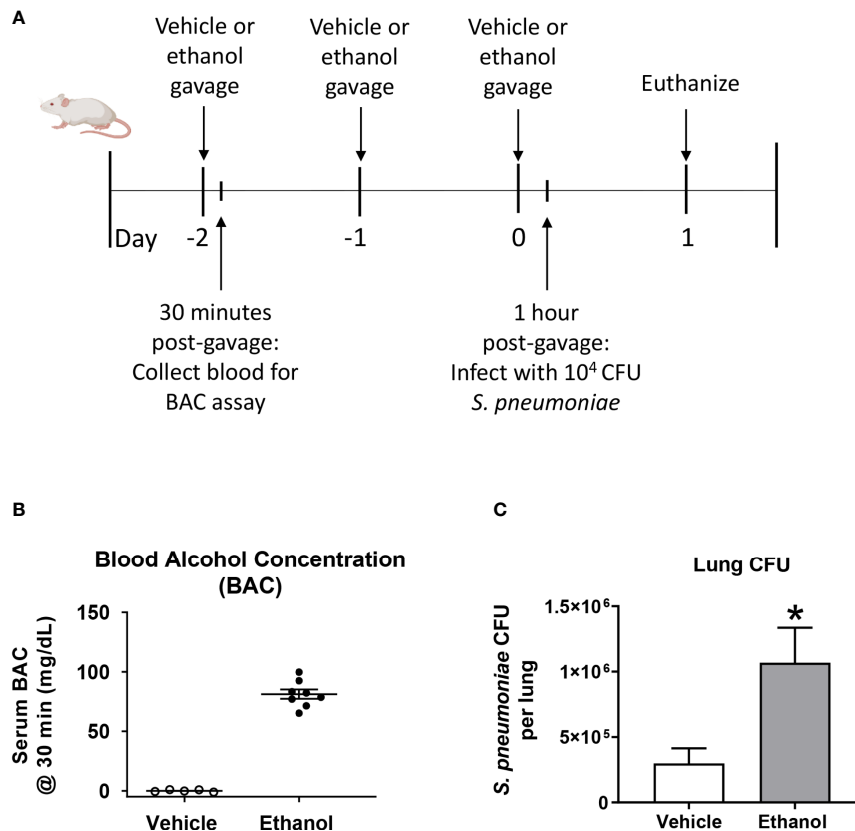 A
Vehicle or
ethanol
gavage
Vehicle or
ethanol
gavage
Vehicle or
ethanol
gavage
Euthanize
Day
-2
-1
0
1
30 minutes
post-gavage:
Collect blood for
BAC assay
1 hour
post-gavage:
Infect with 10⁴ CFU
S. pneumoniae
B
Blood Alcohol Concentration
(BAC)
Serum BAC
@ 30 min (mg/dL)
150
100
50
0
Vehicle
Ethanol
C
Lung CFU
S. pneumoniae CFU
per lung
1.5×10⁶
1×10⁶
5×10⁵
0
*
Vehicle
Ethanol